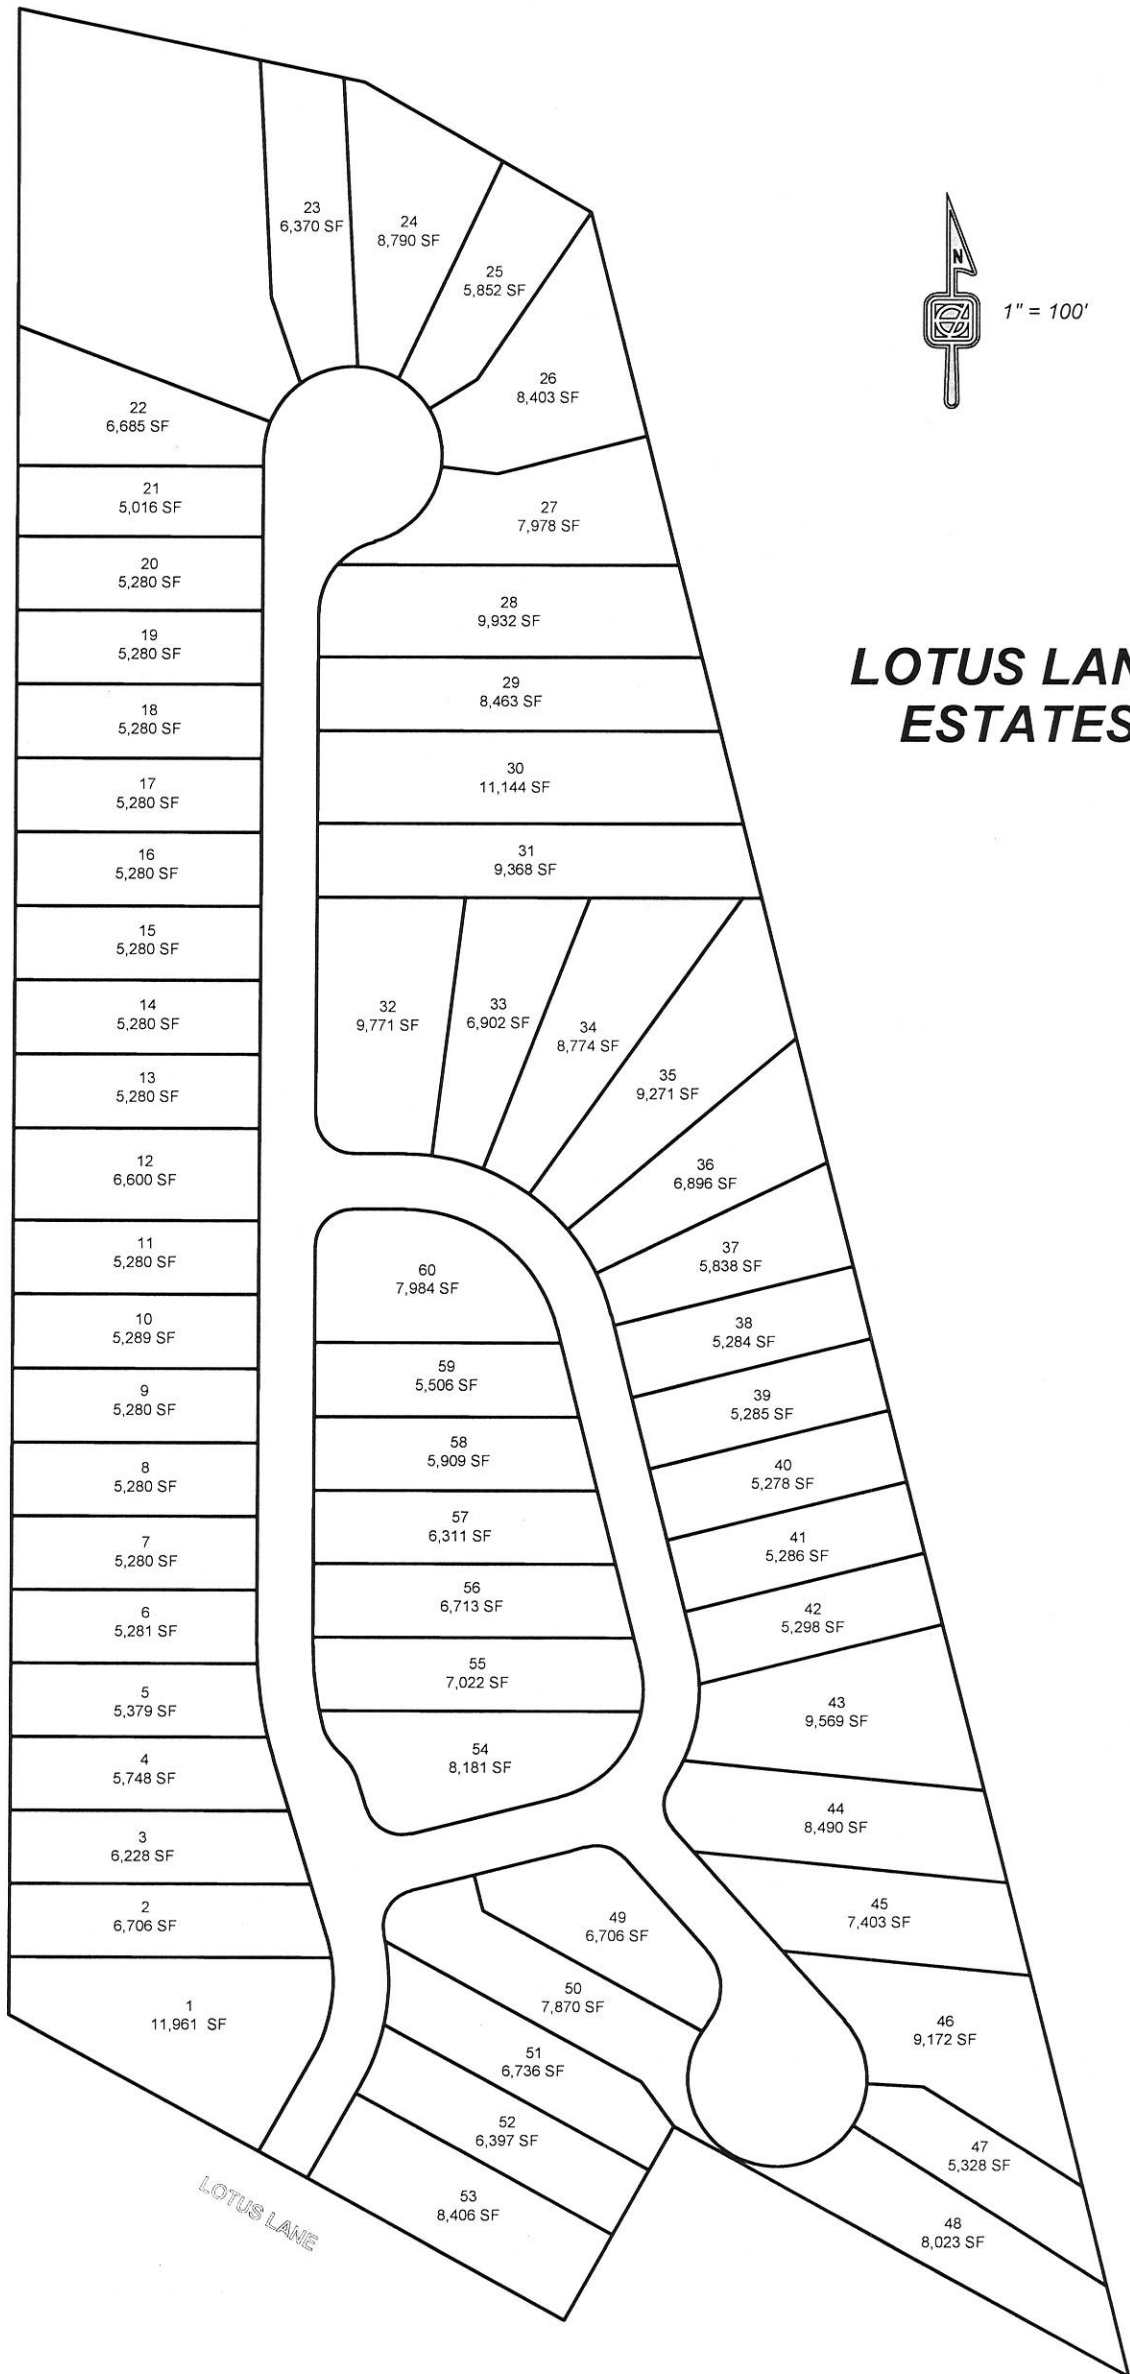 23
6,370 SF
24
8,790 SF
25
5,852 SF
26
8,403 SF
N
1" = 100'
22
6,685 SF
21
5,016 SF
20
5,280 SF
19
5,280 SF
18
5,280 SF
17
5,280 SF
16
5,280 SF
15
5,280 SF
14
5,280 SF
13
5,280 SF
12
6,600 SF
11
5,280 SF
10
5,289 SF
9
5,280 SF
8
5,280 SF
7
5,280 SF
6
5,281 SF
5
5,379 SF
4
5,748 SF
3
6,228 SF
2
6,706 SF
1
11,961 SF
27
7,978 SF
28
9,932 SF
29
8,463 SF
30
11,144 SF
31
9,368 SF
LOTUS LAN
ESTATES
32
9,771 SF
33
6,902 SF
34
8,774 SF
35
9,271 SF
36
6,896 SF
37
5,838 SF
38
5,284 SF
39
5,285 SF
40
5,278 SF
41
5,286 SF
42
5,298 SF
43
9,569 SF
44
8,490 SF
45
7,403 SF
46
9,172 SF
47
5,328 SF
48
8,023 SF
60
7,984 SF
59
5,506 SF
58
5,909 SF
57
6,311 SF
56
6,713 SF
55
7,022 SF
54
8,181 SF
49
6,706 SF
50
7,870 SF
51
6,736 SF
52
6,397 SF
53
8,406 SF
LOTUS LANE